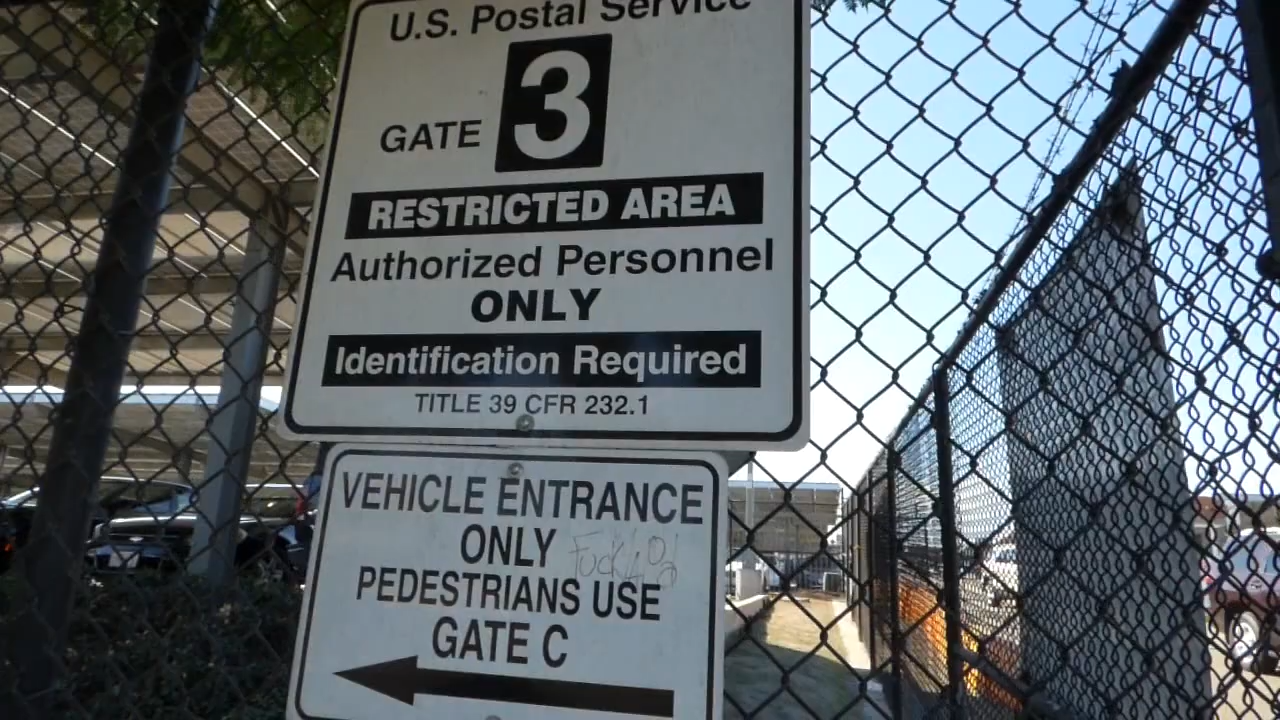 U.S. Postal Service
GATE 3
RESTRICTED AREA
Authorized Personnel
ONLY
Identification Required
TITLE 39 CFR 232.1
VEHICLE ENTRANCE
ONLY
PEDESTRIANS USE
GATE C